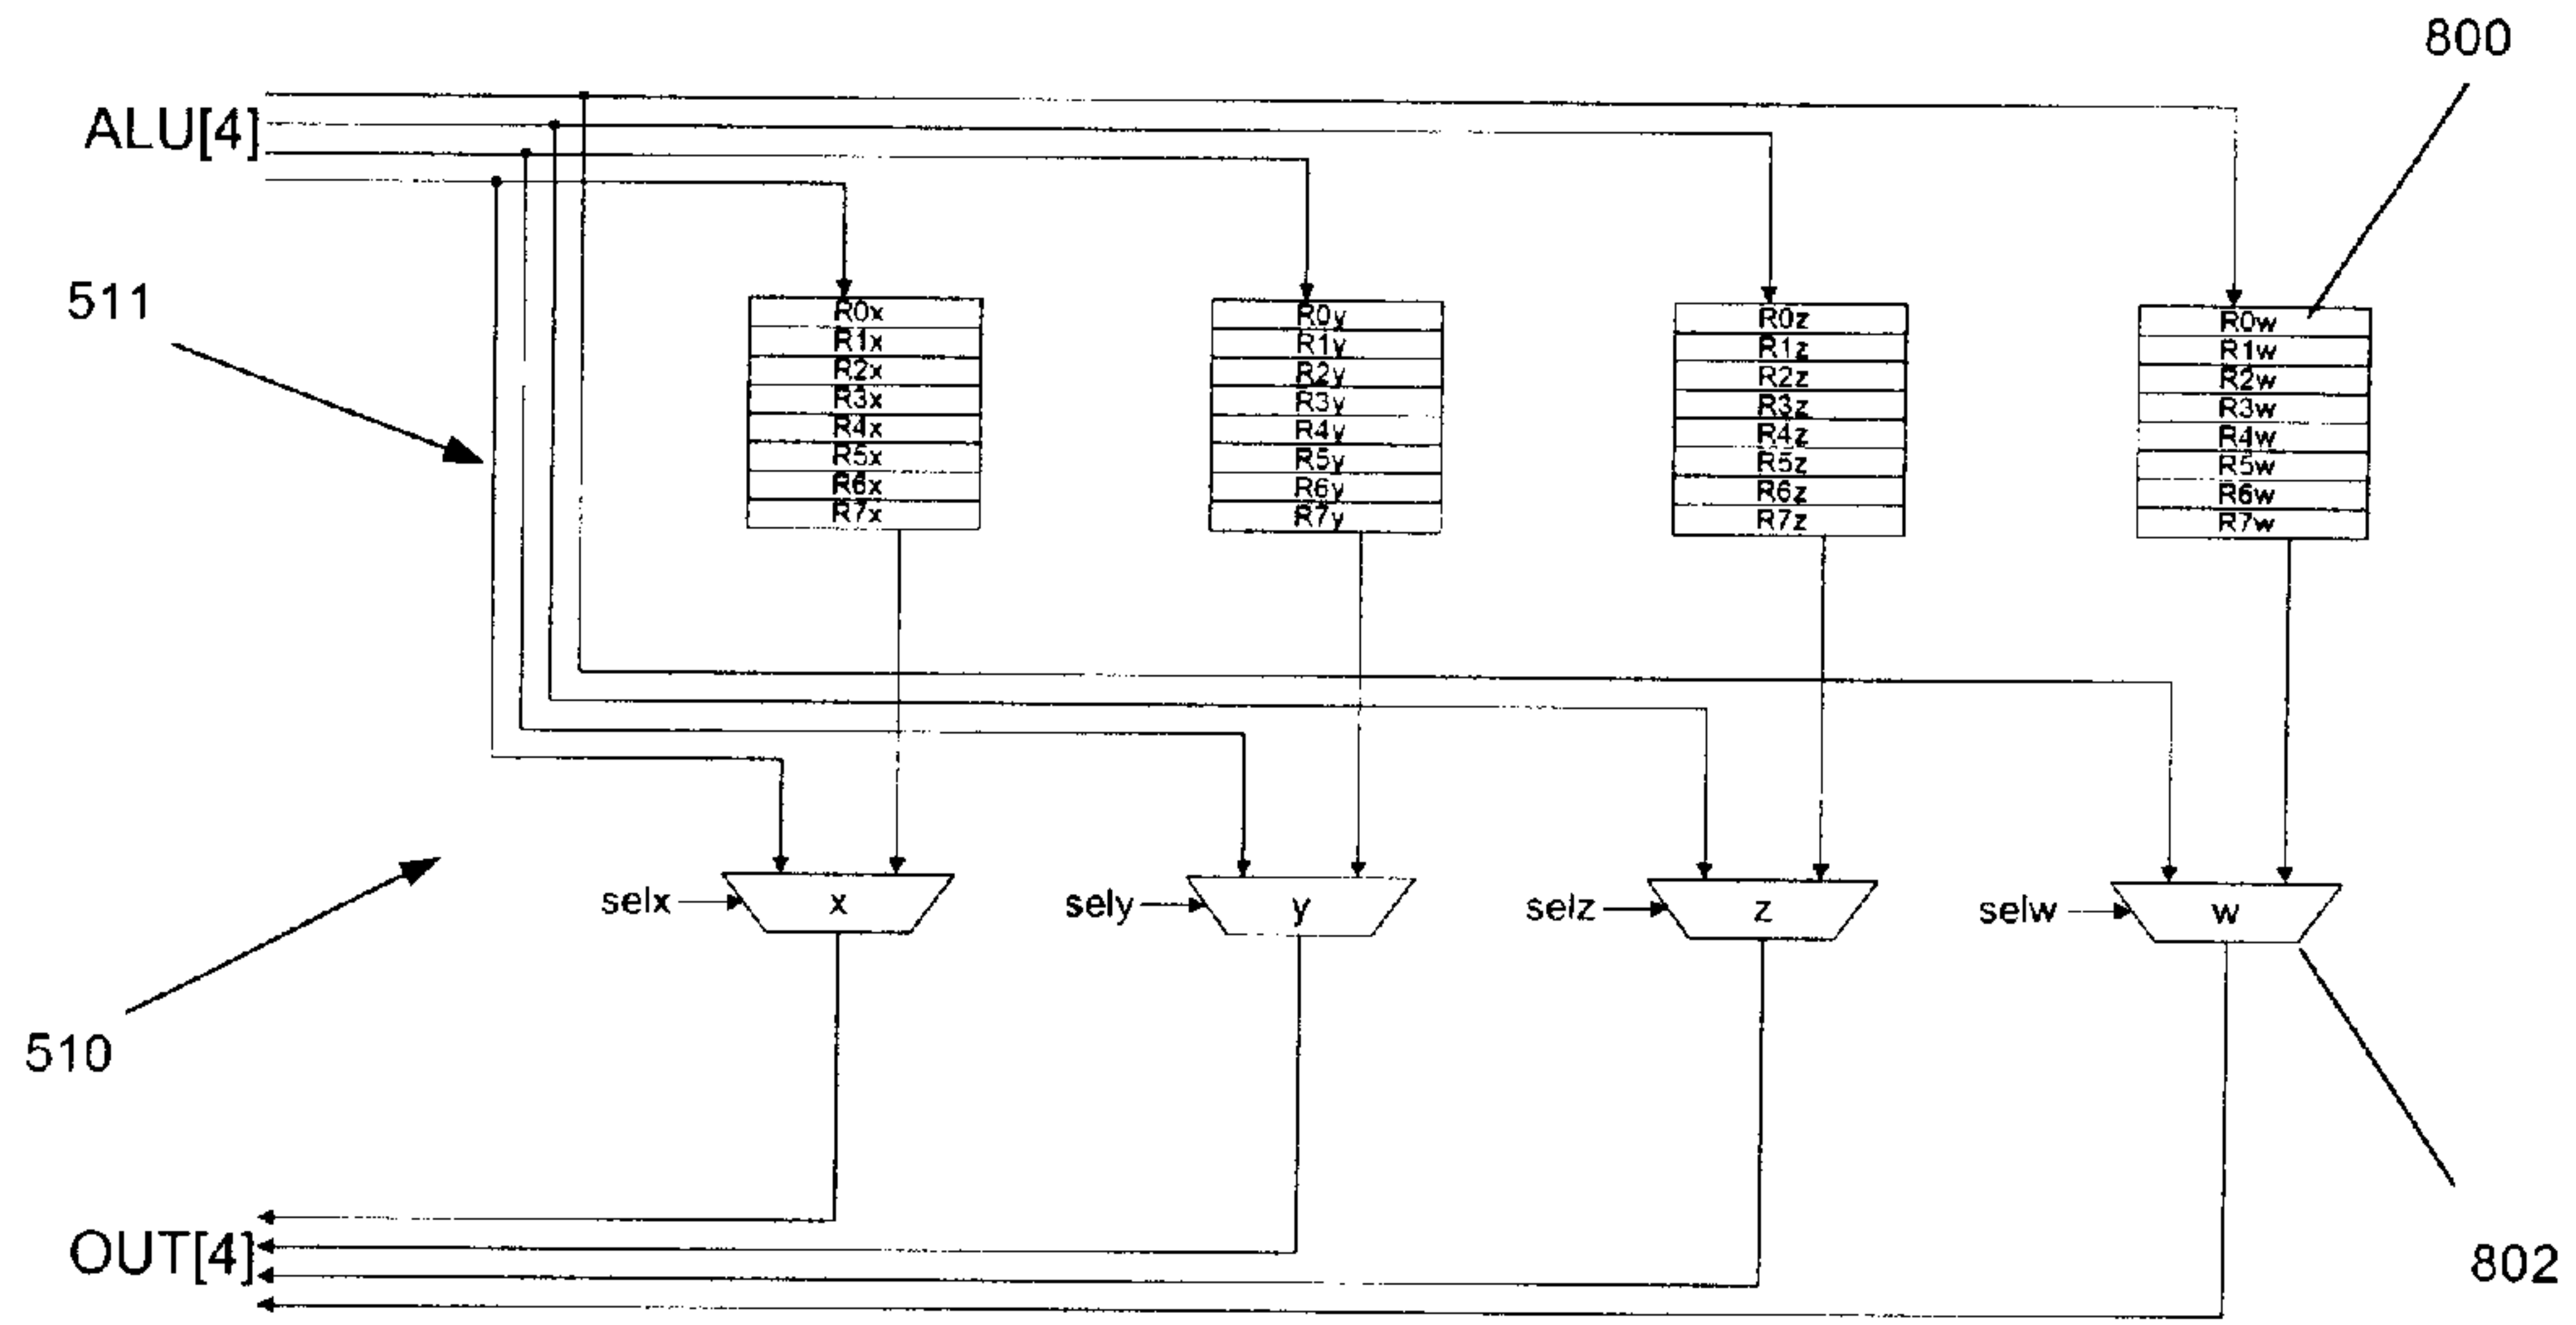 800
ALU[4]
511
R0x
R1x
R2x
R3x
R4x
R5x
R6x
R7x
R0y
R1y
R2y
R3y
R4y
R5y
R6y
R7y
R0z
R1z
R2z
R3z
R4z
R5z
R6z
R7z
R0w
R1w
R2w
R3w
R4w
R5w
R6w
R7w
selx
x
sely
y
selz
z
selw
w
510
OUT[4]
802